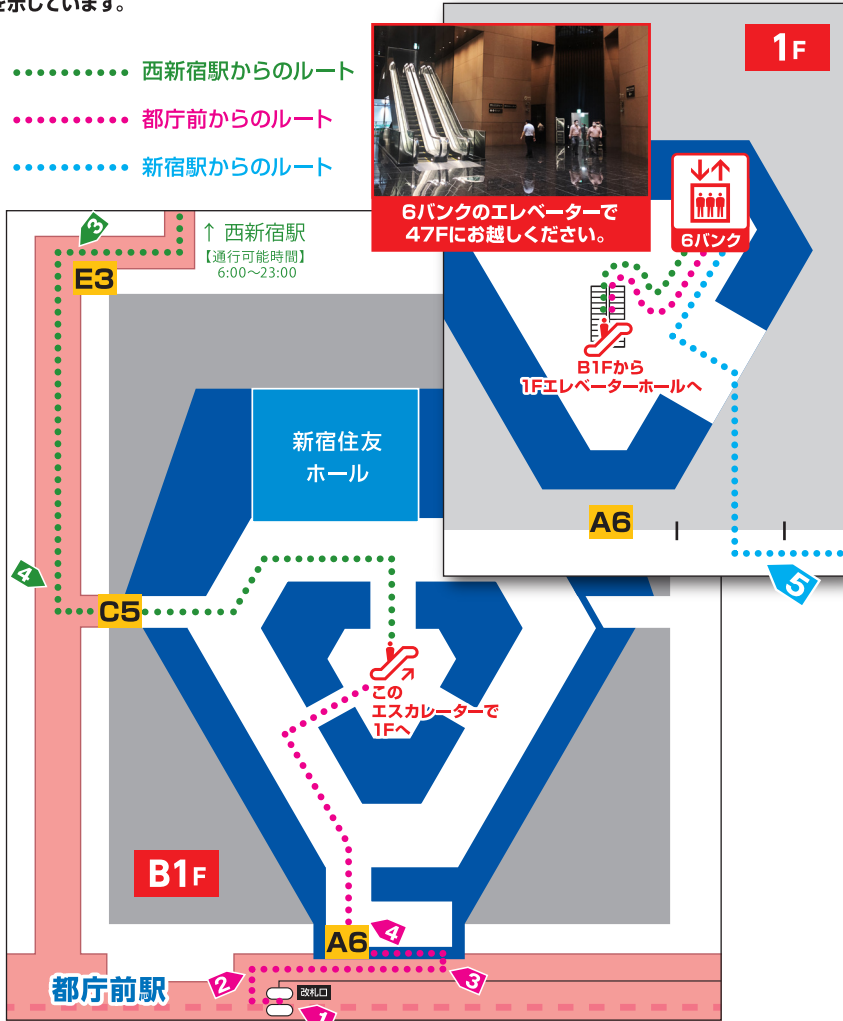 を示しています。
西新宿駅からのルート
都庁前からのルート
新宿駅からのルート
1F
6バンクのエレベーターで
47Fにお越しください。
6バンク
B1Fから
1Fエレベーターホールへ
A6
5
3
↑ 西新宿駅
【通行可能時間】
6:00〜23:00
E3
新宿住友
ホール
4
C5
この
エスカレーターで
1Fへ
B1F
A6
4
都庁前駅
2
3
改札口
1